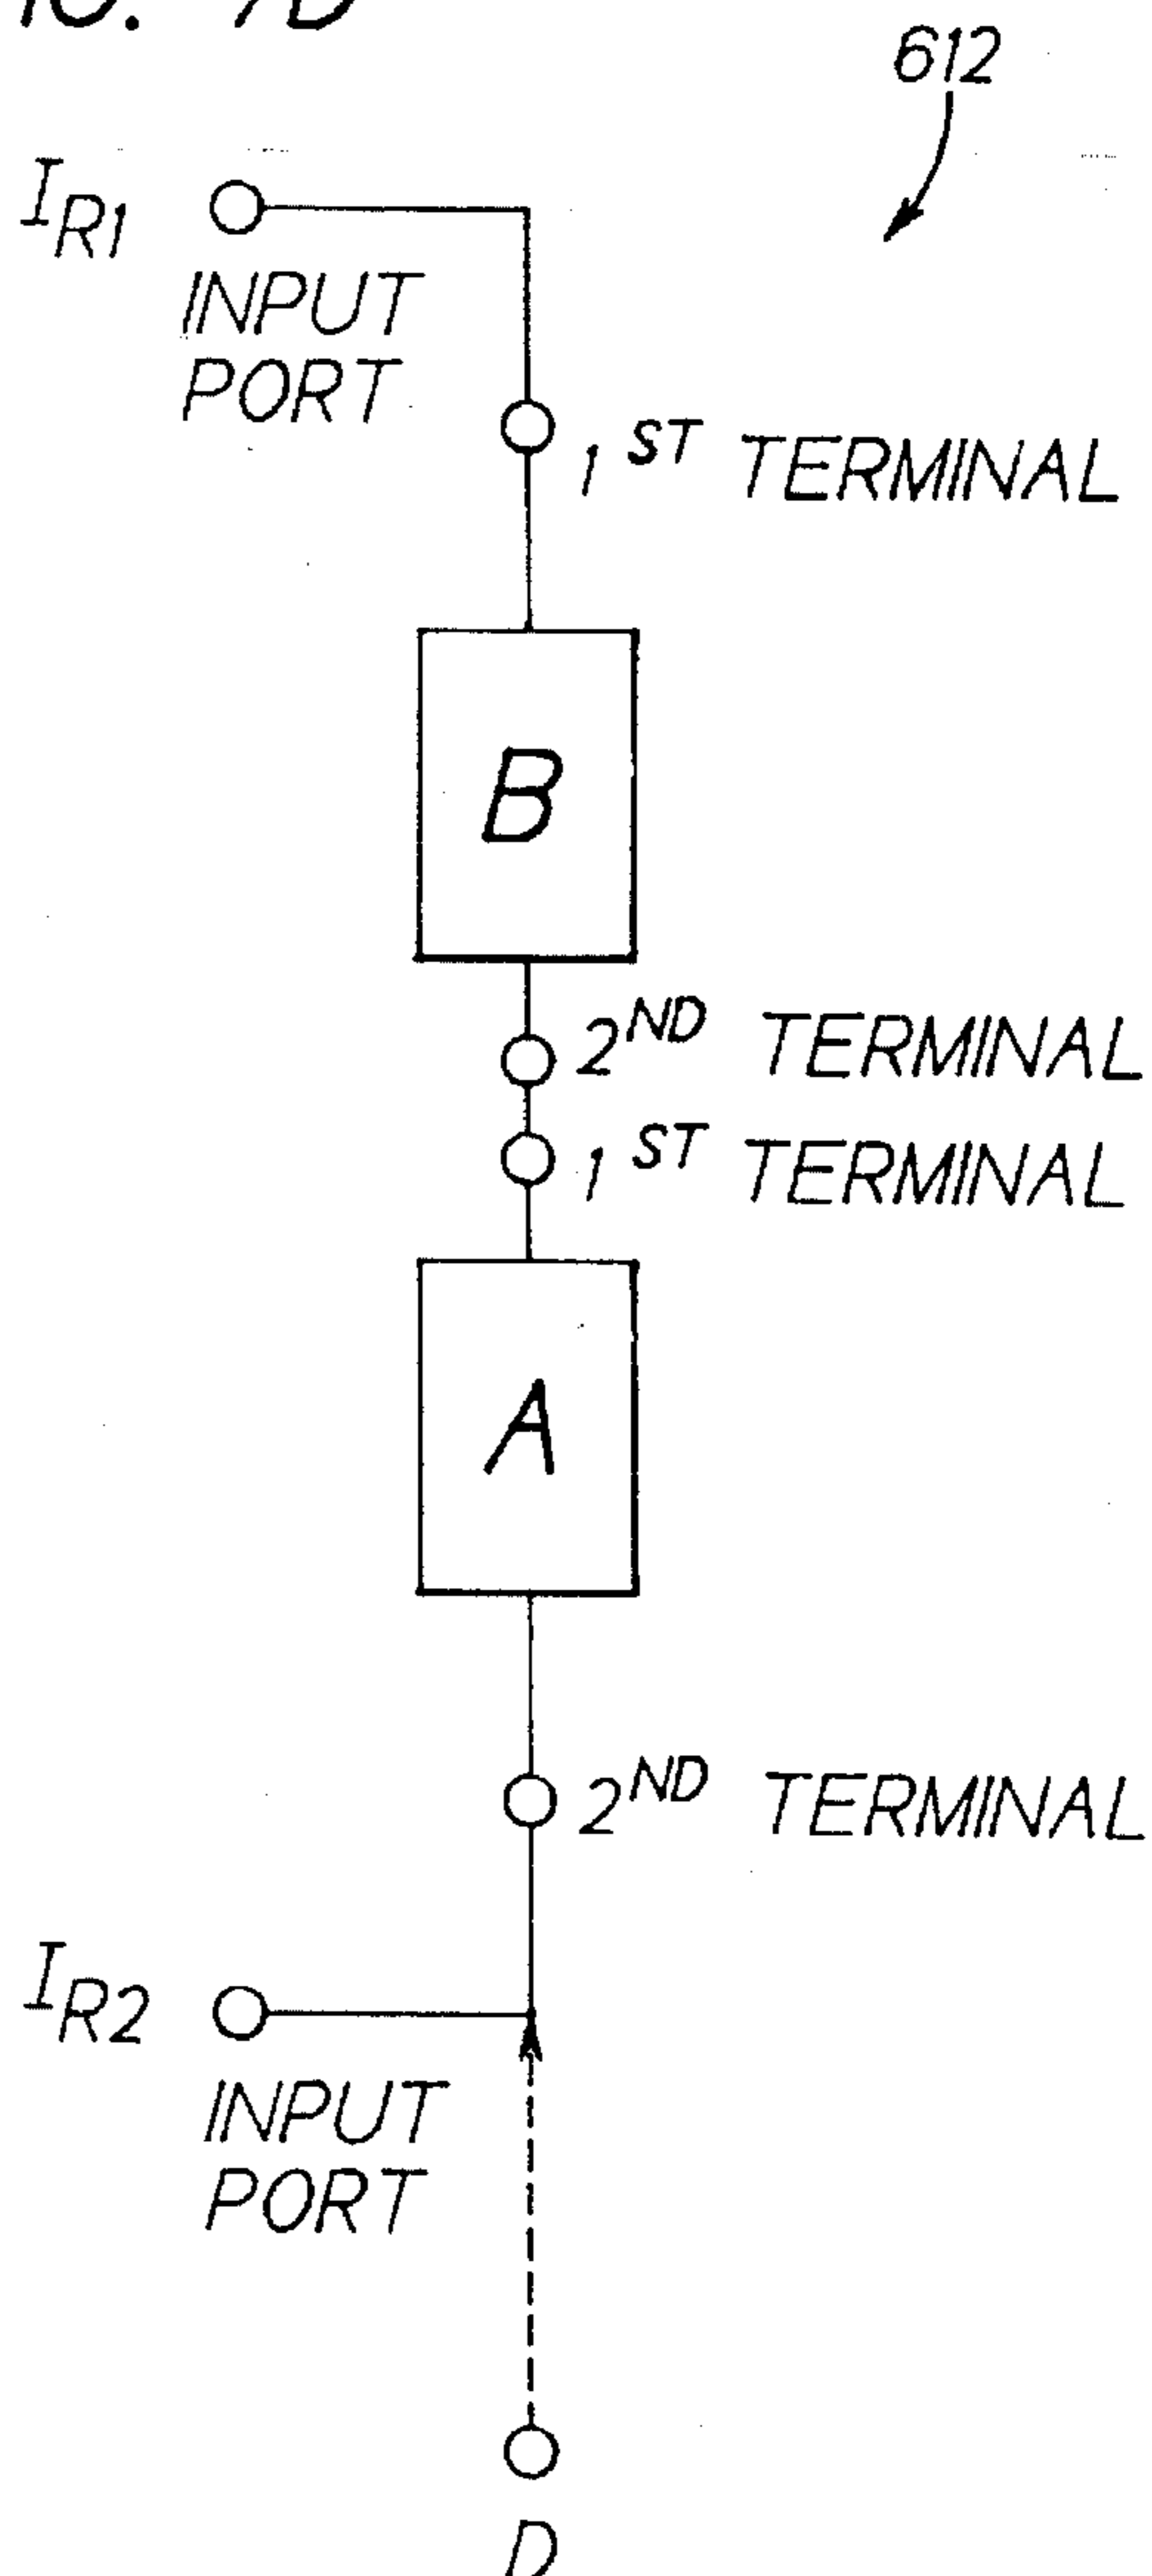 612
I_R1
INPUT
PORT
1ST TERMINAL
B
2ND TERMINAL
1ST TERMINAL
A
2ND TERMINAL
I_R2
INPUT
PORT